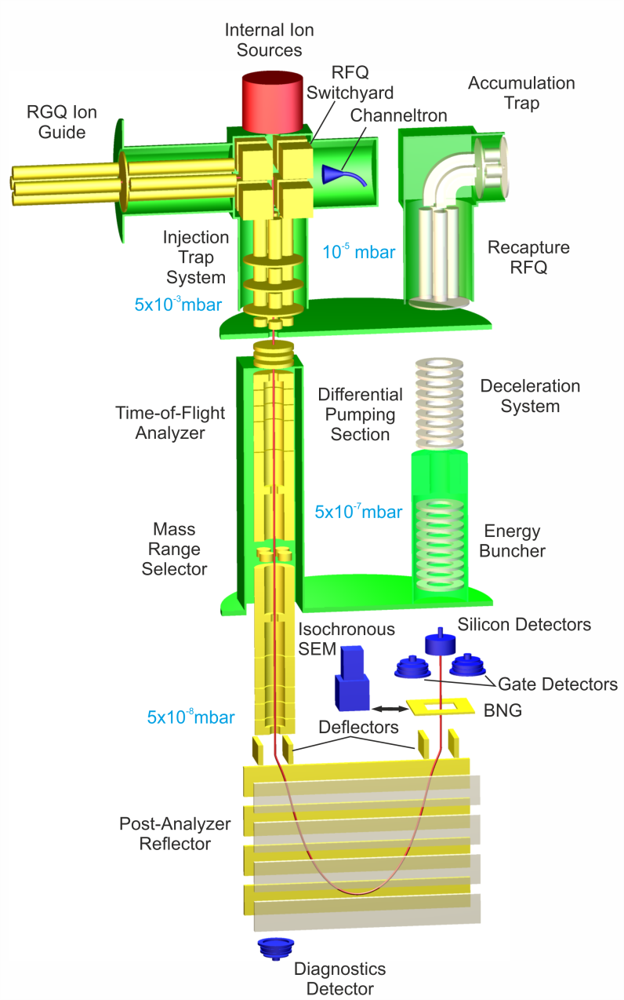 Internal Ion
Sources
RFQ
Switchyard
Channeltron
Accumulation
Trap
RGQ Ion
Guide
Injection
Trap
System
5x10⁻³mbar
10⁻⁵ mbar
Recapture
RFQ
Time-of-Flight
Analyzer
Differential
Pumping
Section
Deceleration
System
5x10⁻⁷mbar
Mass
Range
Selector
Energy
Buncher
Isochronous
SEM
Silicon Detectors
Gate Detectors
BNG
5x10⁻⁸mbar
Deflectors
Post-Analyzer
Reflector
Diagnostics
Detector